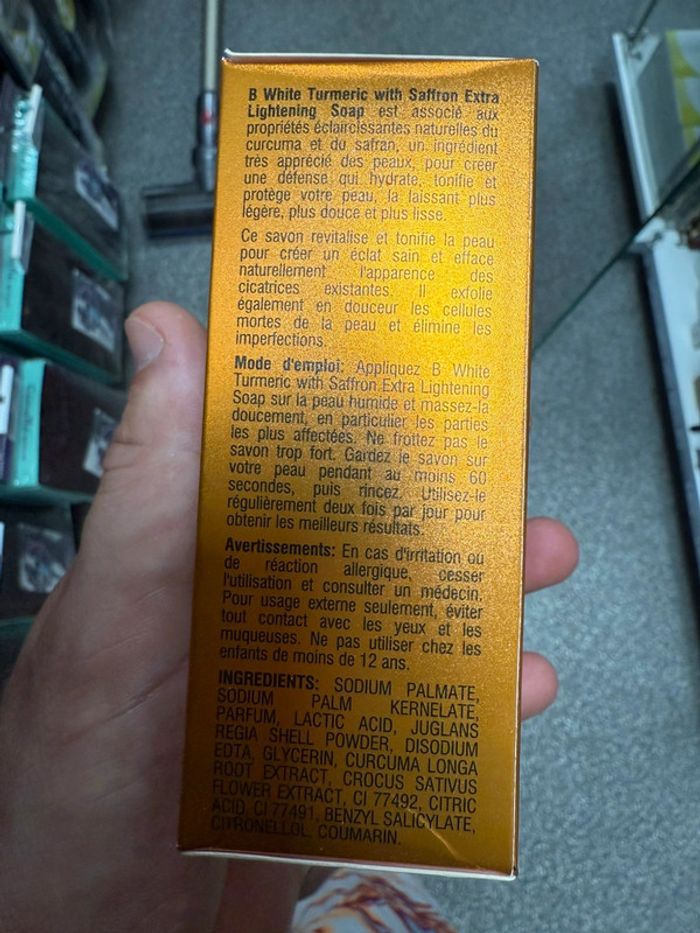 B White Turmeric with Saffron Extra
Lightening Soap est associé aux
propriétés éclaircissantes naturelles du
curcuma et du safran, un ingrédient
très apprécié des peaux, pour créer
une défense qui hydrate, tonifie et
protège votre peau, la laissant plus
légère, plus douce et plus lisse.
Ce savon revitalise et tonifie la peau
pour créer un éclat sain et efface
naturellement l'apparence des
cicatrices existantes. Il exfolie
également en douceur les cellules
mortes de la peau et élimine les
imperfections.
Mode d'emploi: Appliquez B White
Turmeric with Saffron Extra Lightening
Soap sur la peau humide et massez-la
doucement, en particulier les parties
les plus affectées. Ne frottez pas le
savon trop fort. Gardez le savon sur
votre peau pendant au moins 60
secondes, puis rincez. Utilisez-le
régulièrement deux fois par jour pour
obtenir les meilleurs résultats.
Avertissements: En cas d'irritation ou
de réaction allergique, cesser
l'utilisation et consulter un médecin.
Pour usage externe seulement, éviter
tout contact avec les yeux et les
muqueuses. Ne pas utiliser chez les
enfants de moins de 12 ans.
INGREDIENTS: SODIUM PALMATE,
SODIUM PALM KERNELATE,
PARFUM, LACTIC ACID, JUGLANS
REGIA SHELL POWDER, DISODIUM
EDTA, GLYCERIN, CURCUMA LONGA
ROOT EXTRACT, CROCUS SATIVUS
FLOWER EXTRACT, CI 77492, CITRIC
ACID, CI 77491, BENZYL SALICYLATE,
CITRONELLOL, COUMARIN.